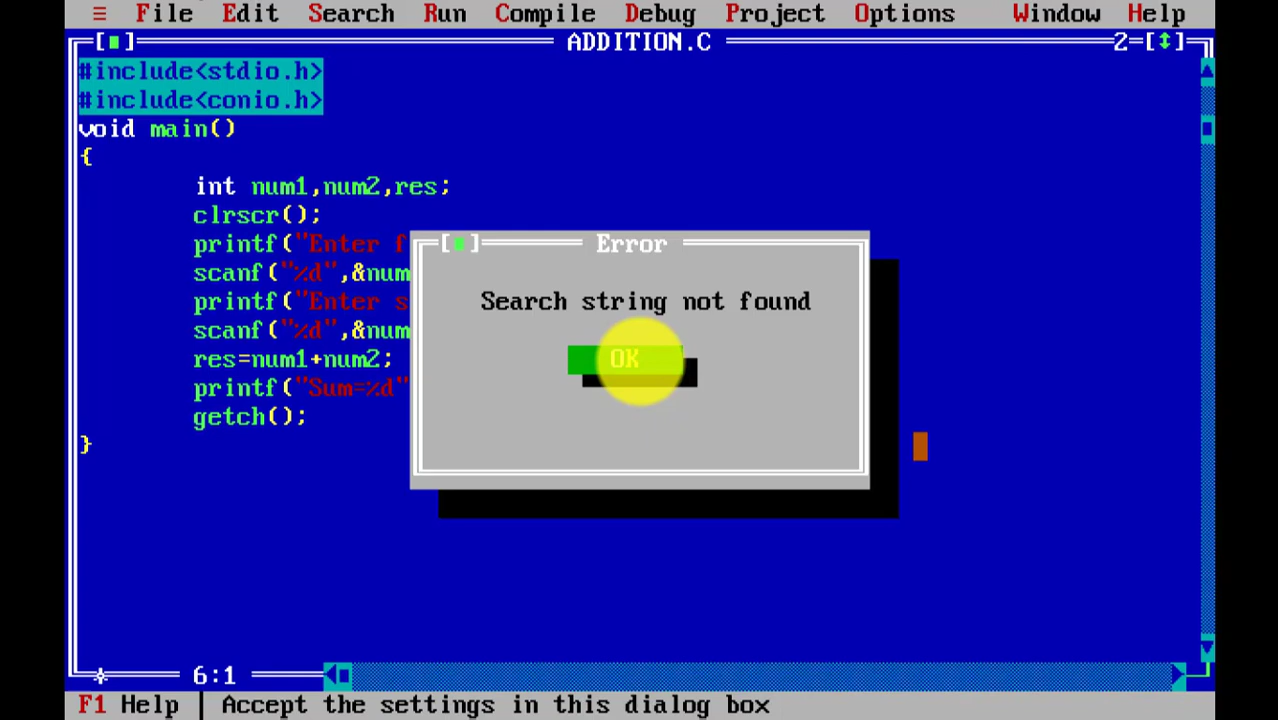 ≡ File Edit Search Run Compile Debug Project Options Window Help
[■] ADDITION.C 2=[↕]
#include<stdio.h>
#include<conio.h>
void main()
{
int num1,num2,res;
clrscr();
printf("Enter f
scanf("%d",&num
printf("Enter s
scanf("%d",&num
res=num1+num2;
printf("Sum=%d"
getch();
}
[■] Error
Search string not found
OK
6:1
F1 Help | Accept the settings in this dialog box